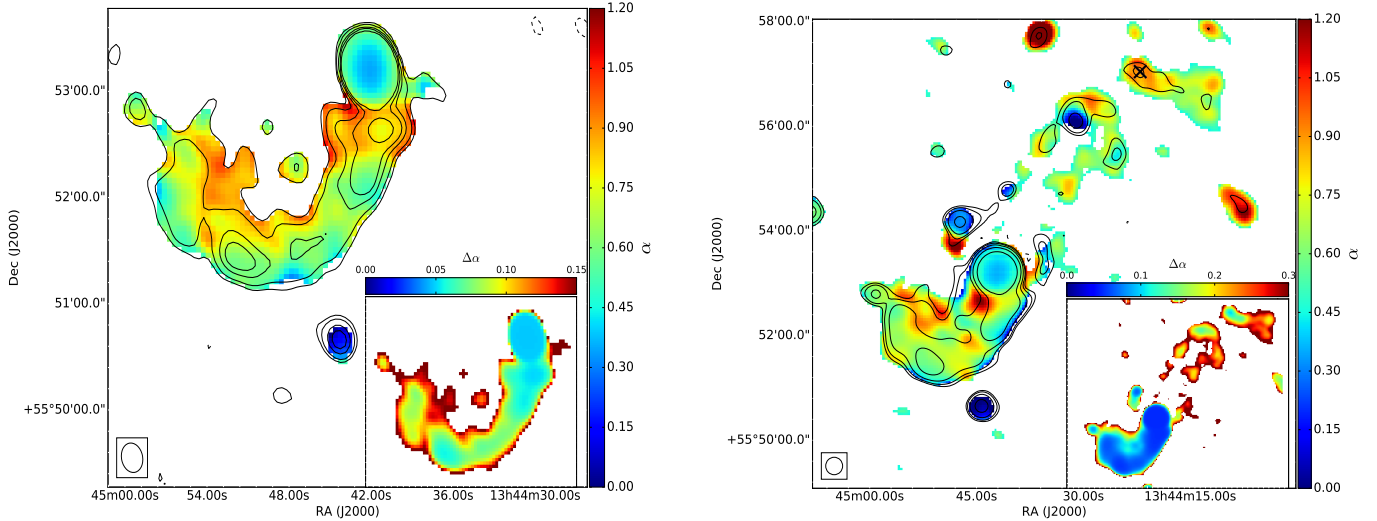 1.20
1.05
0.90
0.75
0.60
0.45
0.30
0.15
0.00
α
53'00.0"
52'00.0"
51'00.0"
+55°50'00.0"
Dec (J2000)
Δα
0.00 0.05 0.10 0.15
45m00.00s 54.00s 48.00s 42.00s 36.00s 13h44m30.00s
RA (J2000)
58'00.0"
56'00.0"
54'00.0"
52'00.0"
+55°50'00.0"
Dec (J2000)
Δα
0.0 0.1 0.2 0.3
45m00.00s 45.00s 30.00s 13h44m15.00s
RA (J2000)
1.20
1.05
0.90
0.75
0.60
0.45
0.30
0.15
0.00
α